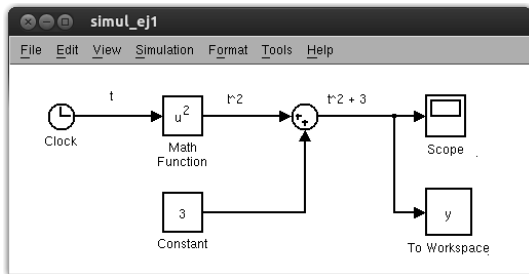 simul_ej1
File Edit View Simulation Format Tools Help
t
t^2
t^2 + 3
u²
Clock
Math
Function
Scope
3
Constant
y
To Workspace